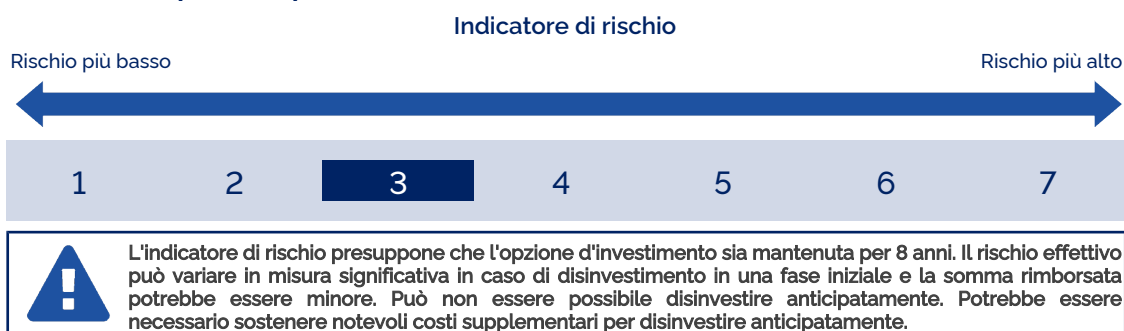 Indicatore di rischio
Rischio più basso
Rischio più alto
1 2 3 4 5 6 7
L'indicatore di rischio presuppone che l'opzione d'investimento sia mantenuta per 8 anni. Il rischio effettivo
può variare in misura significativa in caso di disinvestimento in una fase iniziale e la somma rimborsata
potrebbe essere minore. Può non essere possibile disinvestire anticipatamente. Potrebbe essere
necessario sostenere notevoli costi supplementari per disinvestire anticipatamente.